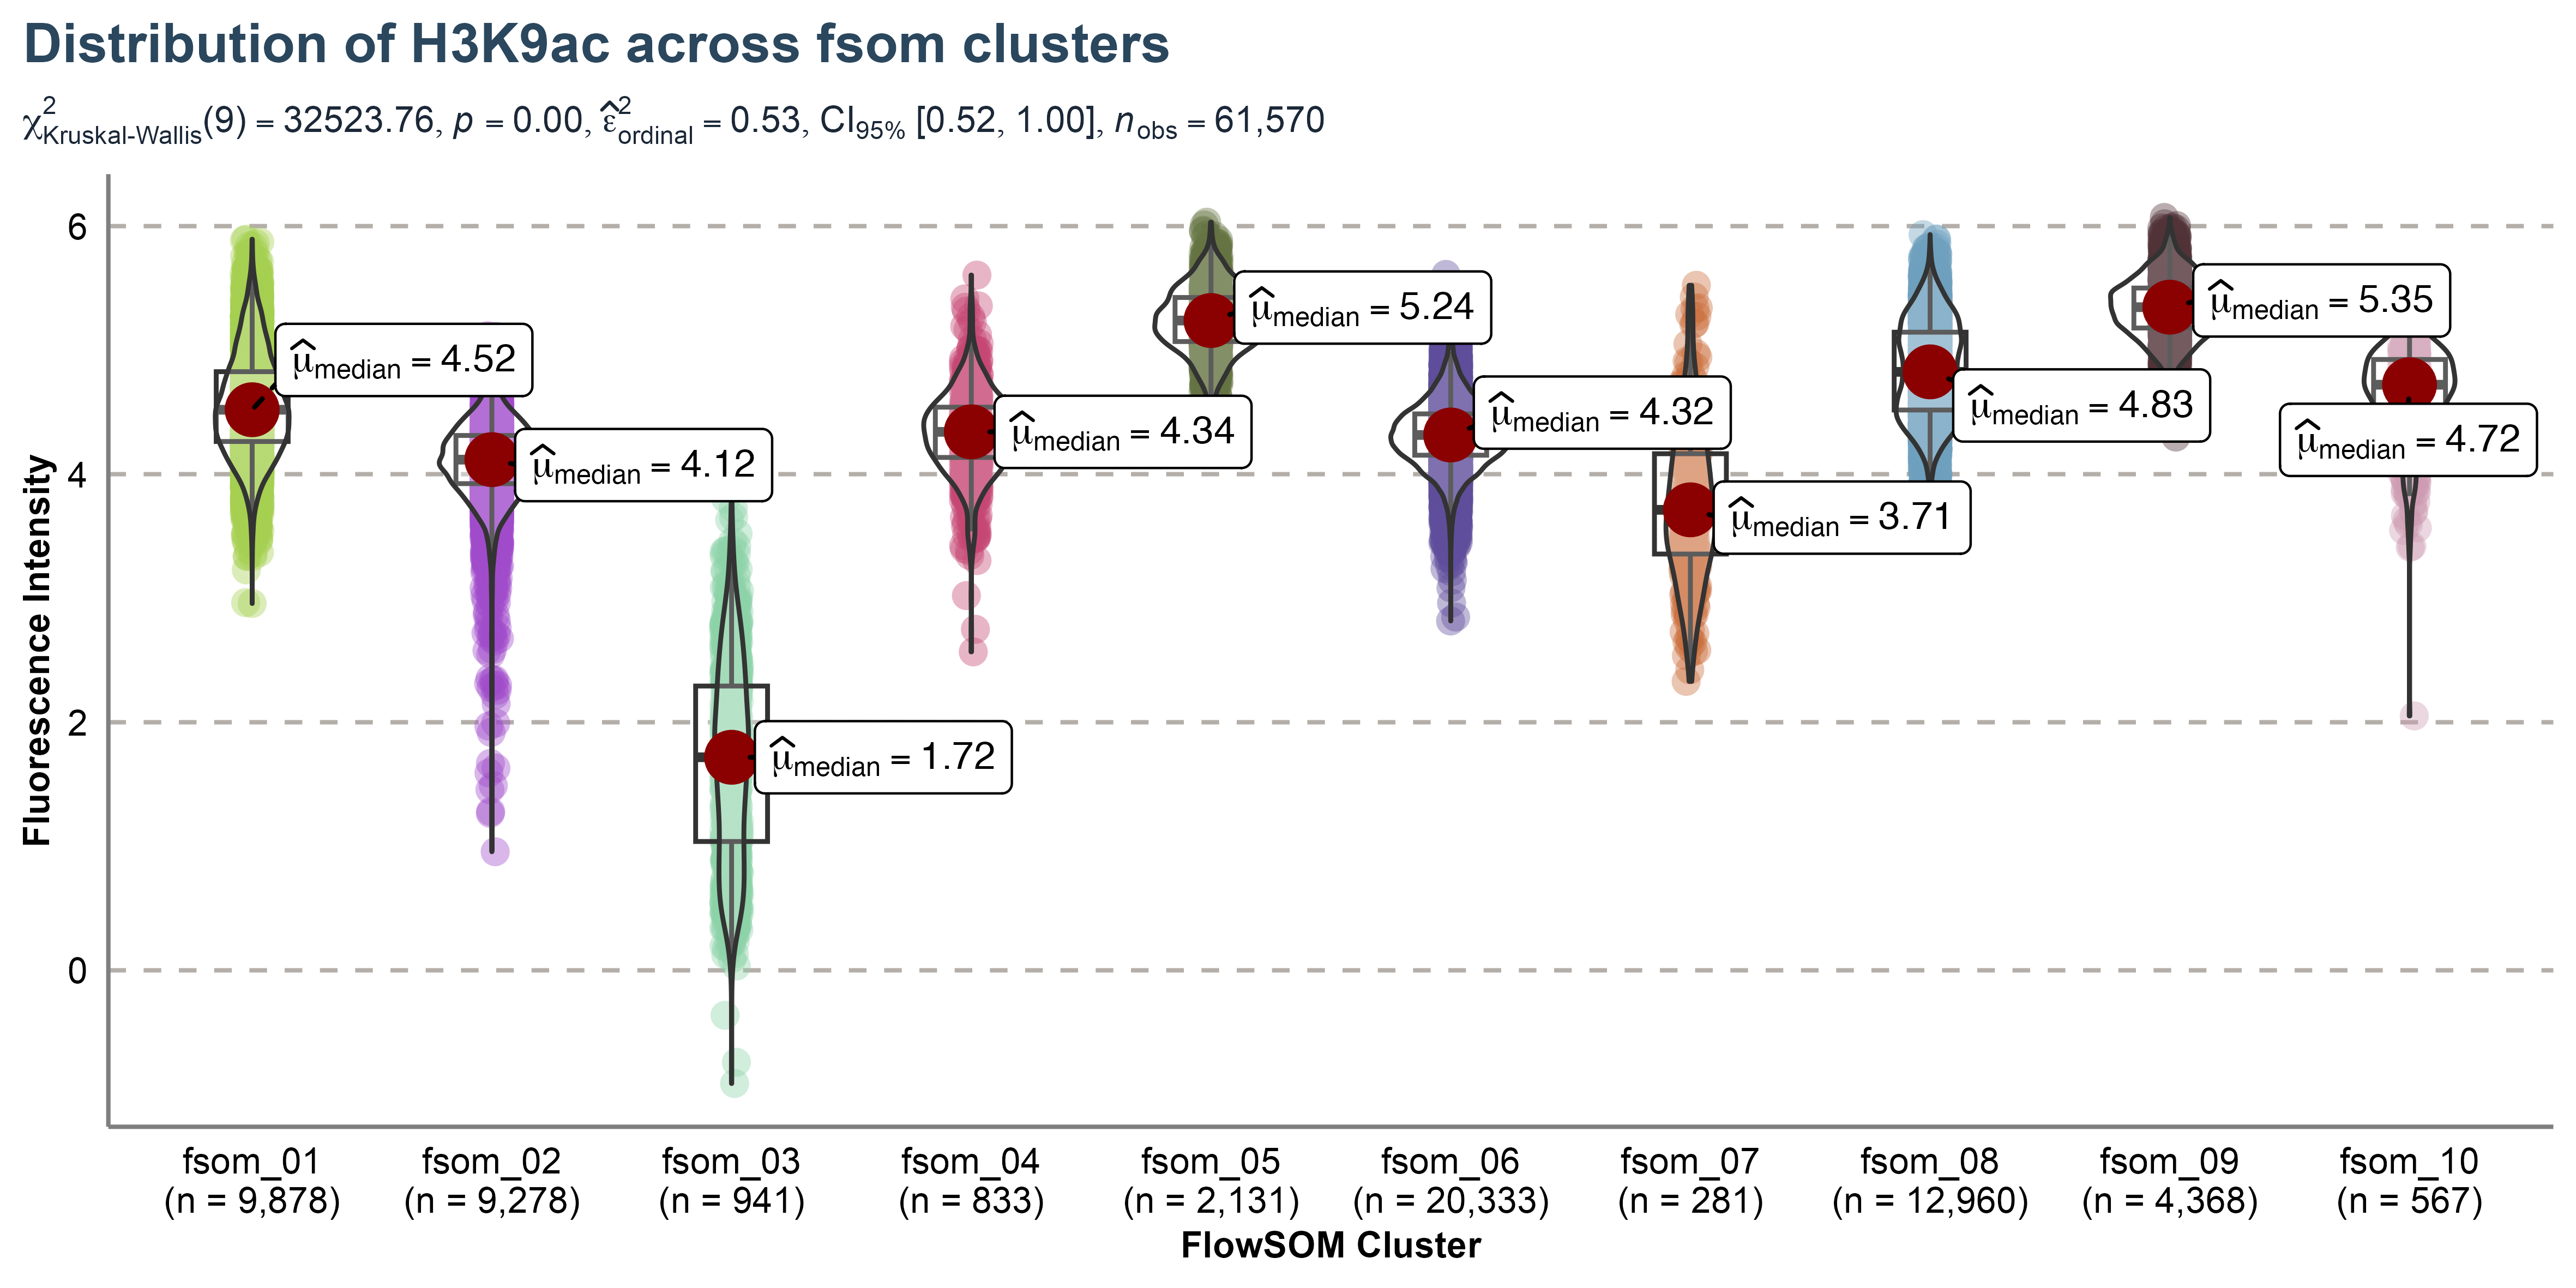 Distribution of H3K9ac across fsom clusters
χ²Kruskal-Wallis(9) = 32523.76, p = 0.00, ε̂²ordinal = 0.53, CI95% [0.52, 1.00], nobs = 61,570
Fluorescence Intensity
6
4
2
0
μ̂median = 4.52
μ̂median = 4.12
μ̂median = 1.72
μ̂median = 4.34
μ̂median = 5.24
μ̂median = 4.32
μ̂median = 3.71
μ̂median = 4.83
μ̂median = 5.35
μ̂median = 4.72
fsom_01
(n = 9,878)
fsom_02
(n = 9,278)
fsom_03
(n = 941)
fsom_04
(n = 833)
fsom_05
(n = 2,131)
fsom_06
(n = 20,333)
fsom_07
(n = 281)
fsom_08
(n = 12,960)
fsom_09
(n = 4,368)
fsom_10
(n = 567)
FlowSOM Cluster